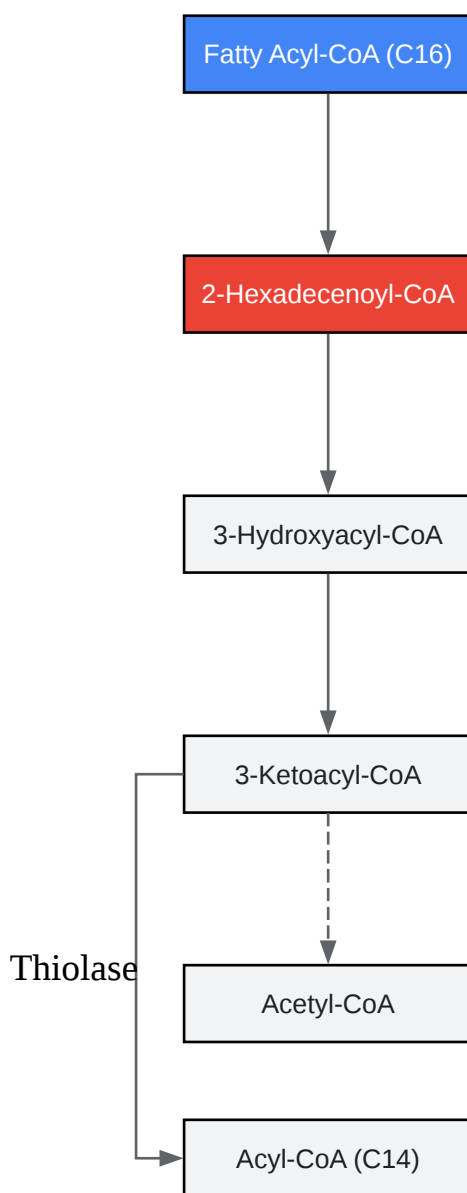 Fatty Acyl-CoA (C16)
2-Hexadecenoyl-CoA
3-Hydroxyacyl-CoA
3-Ketoacyl-CoA
Thiolase
Acetyl-CoA
Acyl-CoA (C14)